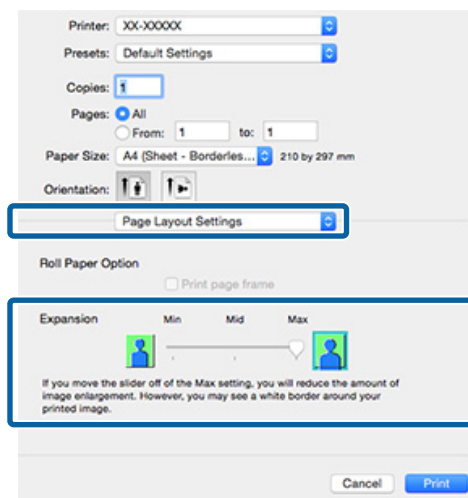 Printer: XX-XXXXX
Presets: Default Settings
Copies: 1
Pages: All
From: 1 to: 1
Paper Size: A4 (Sheet - Borderles... 210 by 297 mm
Orientation:
Page Layout Settings
Roll Paper Option
Print page frame
Expansion Min Mid Max
If you move the slider off of the Max setting, you will reduce the amount of
image enlargement. However, you may see a white border around your
printed image.
Cancel Print